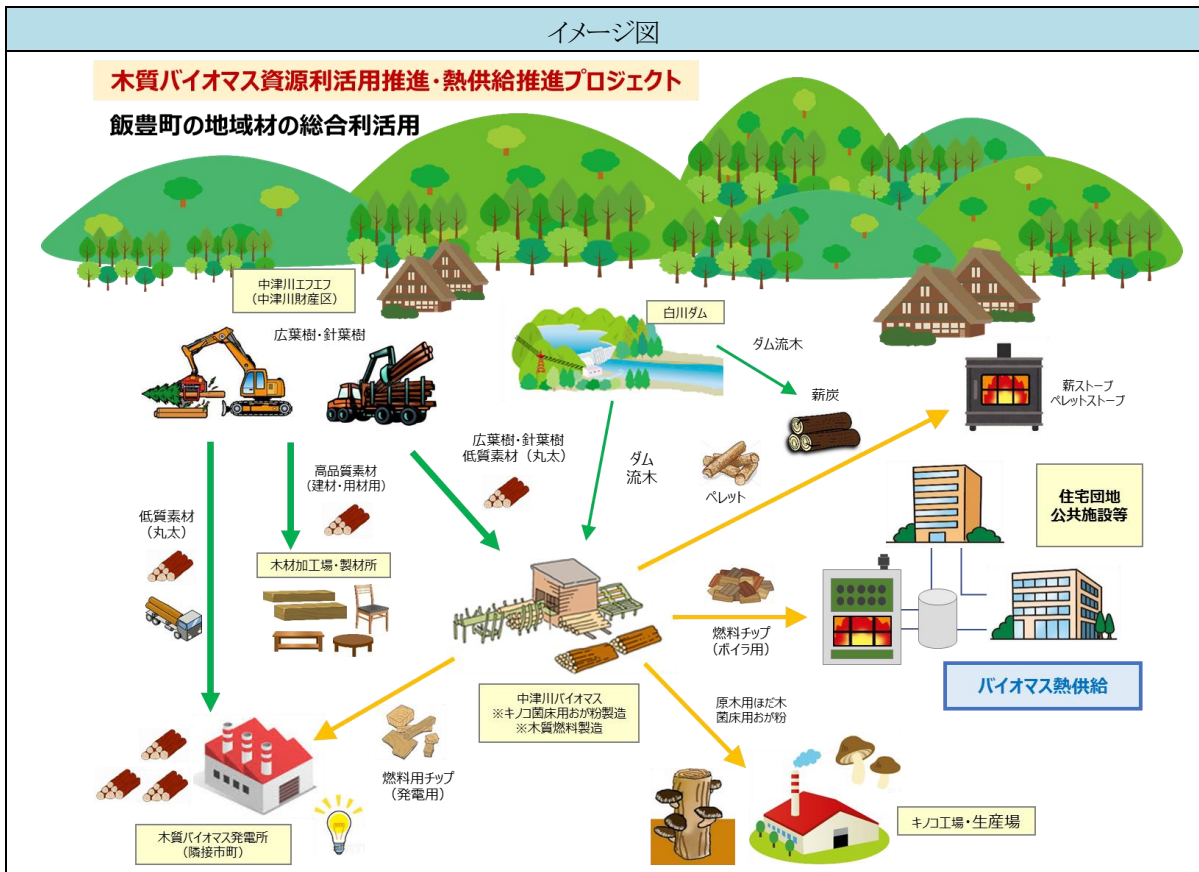 イメージ図
木質バイオマス資源利活用推進・熱供給推進プロジェクト
飯豊町の地域材の総合利活用
中津川エフエフ
（中津川財産区）
広葉樹・針葉樹
白川ダム
ダム流木
薪炭
薪ストーブ
ペレットストーブ
広葉樹・針葉樹
低質素材（丸太）
ダム
流木
ペレット
高品質素材
（建材・用材用）
低質素材
（丸太）
木材加工場・製材所
住宅団地
公共施設等
燃料チップ
（ボイラ用）
バイオマス熱供給
中津川バイオマス
※キノコ菌床用おが粉製造
※木質燃料製造
原木用ほだ木
菌床用おが粉
燃料用チップ
（発電用）
木質バイオマス発電所
（隣接市町）
キノコ工場・生産場